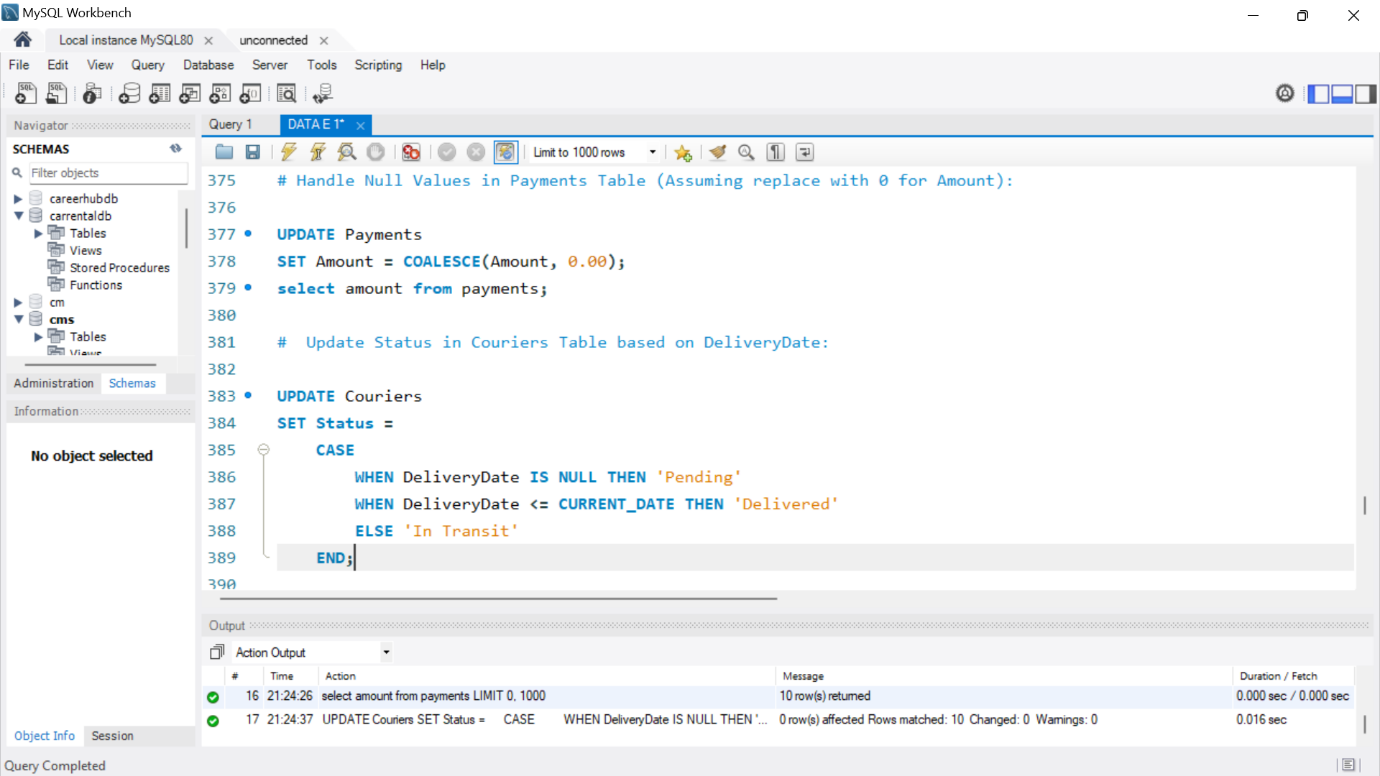 MySQL Workbench
Local instance MySQL80
unconnected
File Edit View Query Database Server Tools Scripting Help
Navigator
SCHEMAS
Filter objects
careerhubdb
carrentaldb
Tables
Views
Stored Procedures
Functions
cm
cms
Tables
Views
Administration Schemas
Information
No object selected
Object Info Session
Query Completed
Query 1 DATA E 1*
Limit to 1000 rows
375 # Handle Null Values in Payments Table (Assuming replace with 0 for Amount):
376
377 UPDATE Payments
378 SET Amount = COALESCE(Amount, 0.00);
379 select amount from payments;
380
381 #  Update Status in Couriers Table based on DeliveryDate:
382
383 UPDATE Couriers
384 SET Status =
385 CASE
386 WHEN DeliveryDate IS NULL THEN 'Pending'
387 WHEN DeliveryDate <= CURRENT_DATE THEN 'Delivered'
388 ELSE 'In Transit'
389 END;
390
Output
Action Output
# Time Action Message Duration / Fetch
16 21:24:26 select amount from payments LIMIT 0, 1000 10 row(s) returned 0.000 sec / 0.000 sec
17 21:24:37 UPDATE Couriers SET Status = CASE WHEN DeliveryDate IS NULL THEN '... 0 row(s) affected Rows matched: 10 Changed: 0 Warnings: 0 0.016 sec